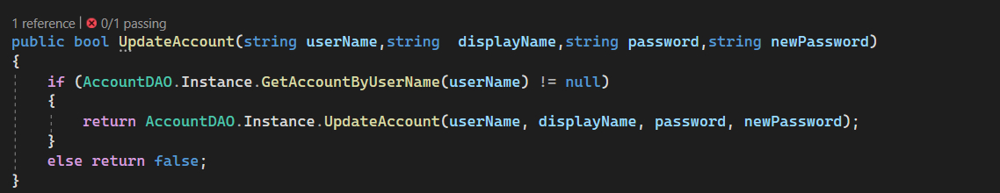 1 reference | 0/1 passing
public bool UpdateAccount(string userName,string  displayName,string password,string newPassword)
{
    if (AccountDAO.Instance.GetAccountByUserName(userName) != null)
    {
        return AccountDAO.Instance.UpdateAccount(userName, displayName, password, newPassword);
    }
    else return false;
}